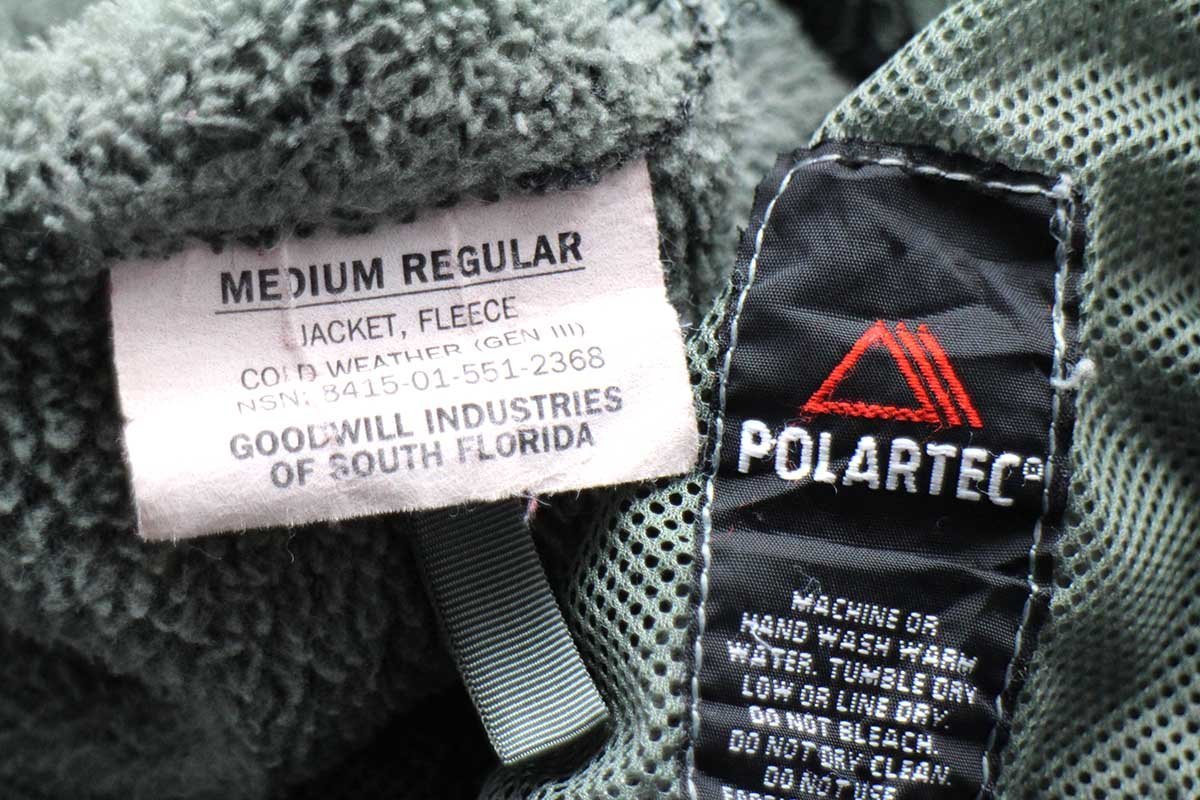 MEDIUM REGULAR
JACKET, FLEECE
COLD WEATHER (GEN III)
NSN: 8415-01-551-2368
GOODWILL INDUSTRIES
OF SOUTH FLORIDA
POLARTEC®
MACHINE OR
HAND WASH WARM
WATER. TUMBLE DRY
LOW OR LINE DRY.
DO NOT BLEACH.
DO NOT DRY CLEAN.
DO NOT USE